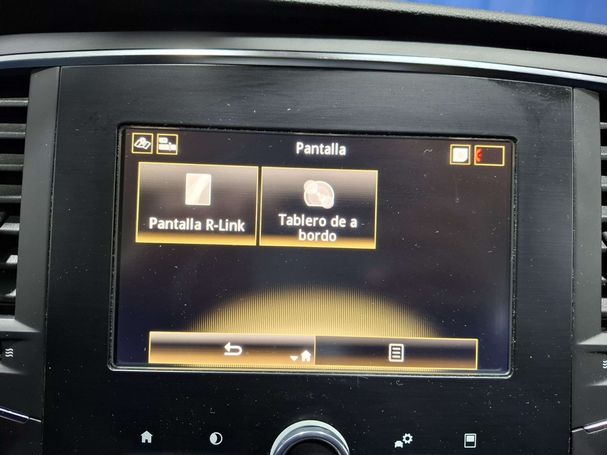 Pantalla
Pantalla R-Link
Tablero de a
bordo